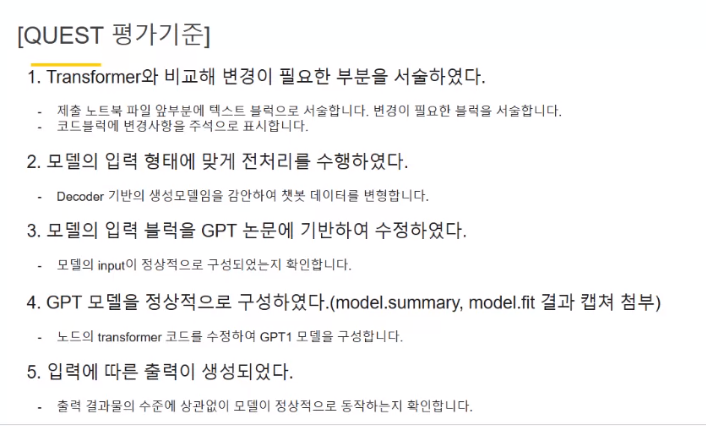 [QUEST 평가기준]
1. Transformer와 비교해 변경이 필요한 부분을 서술하였다.
- 제출 노트북 파일 앞부분에 텍스트 블럭으로 서술합니다. 변경이 필요한 블럭을 서술합니다.
- 코드블럭에 변경사항을 주석으로 표시합니다.
2. 모델의 입력 형태에 맞게 전처리를 수행하였다.
- Decoder 기반의 생성모델임을 감안하여 챗봇 데이터를 변형합니다.
3. 모델의 입력 블럭을 GPT 논문에 기반하여 수정하였다.
- 모델의 input이 정상적으로 구성되었는지 확인합니다.
4. GPT 모델을 정상적으로 구성하였다.(model.summary, model.fit 결과 캡쳐 첨부)
- 노드의 transformer 코드를 수정하여 GPT1 모델을 구성합니다.
5. 입력에 따른 출력이 생성되었다.
- 출력 결과물의 수준에 상관없이 모델이 정상적으로 동작하는지 확인합니다.